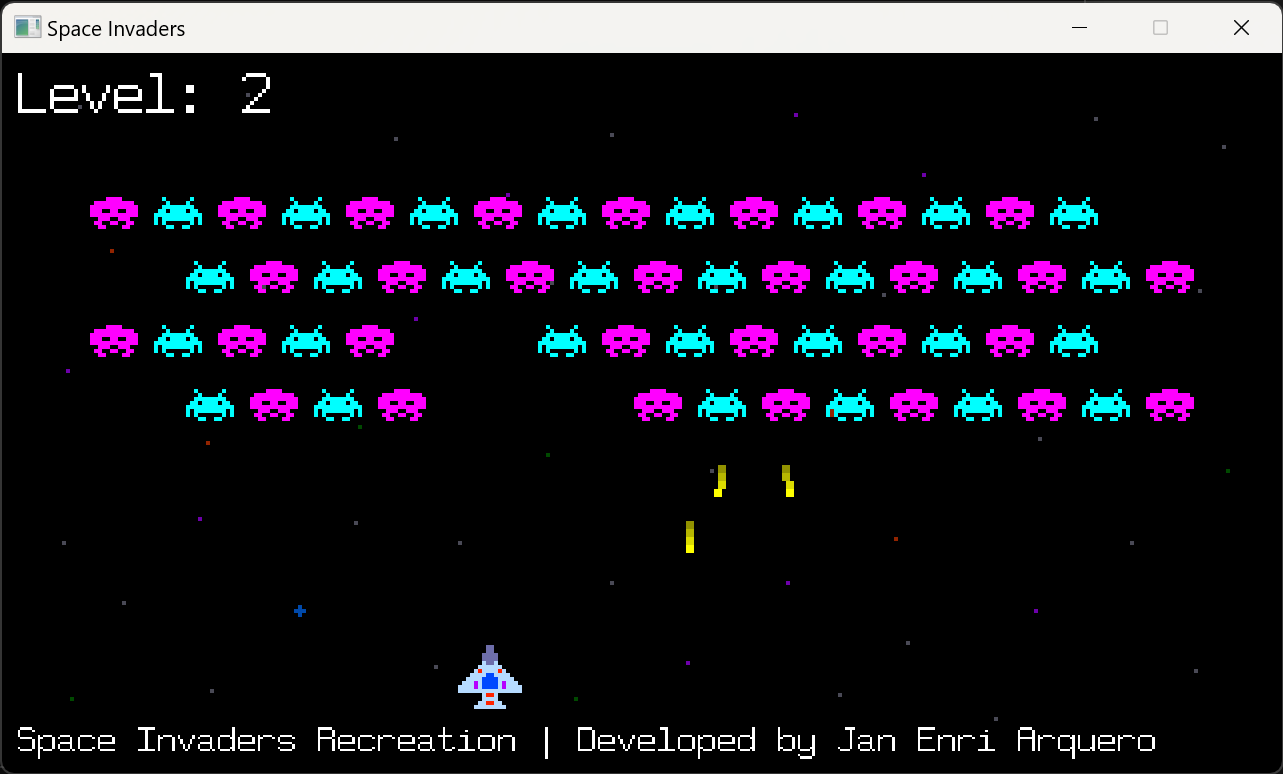 Space Invaders
Level: 2
Space Invaders Recreation | Developed by Jan Enri Arquero